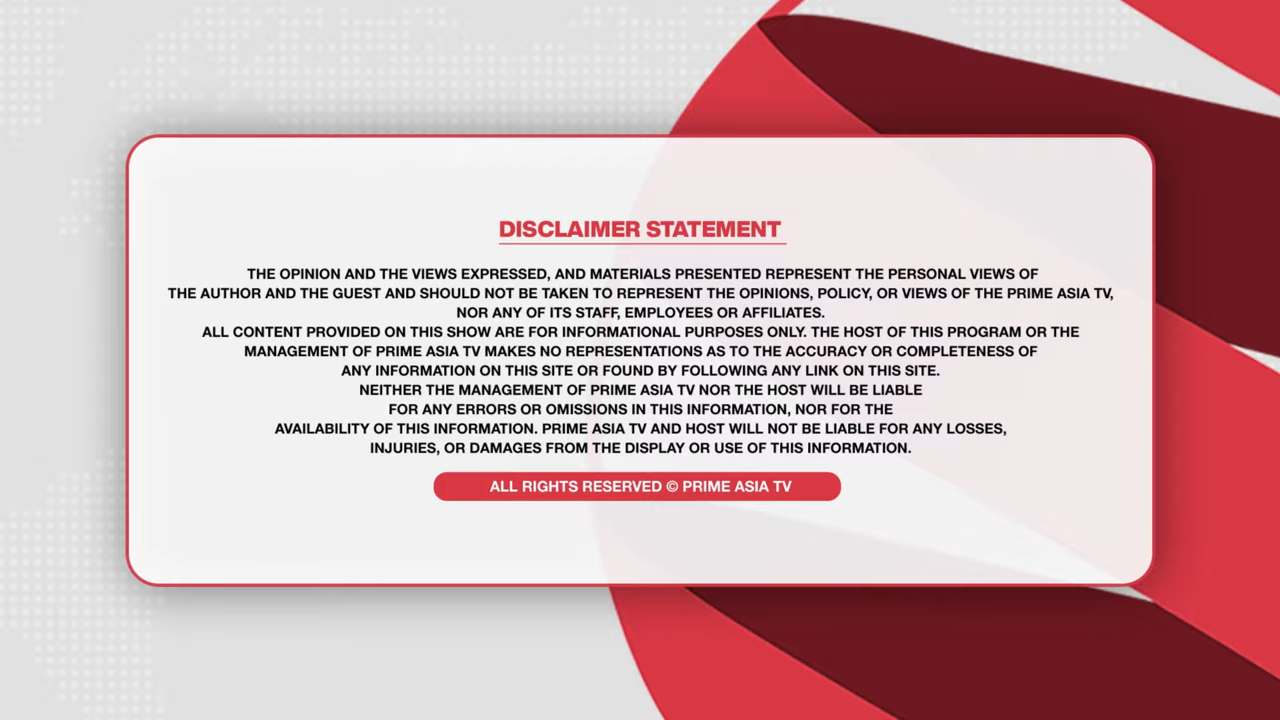 DISCLAIMER STATEMENT
THE OPINION AND THE VIEWS EXPRESSED, AND MATERIALS PRESENTED REPRESENT THE PERSONAL VIEWS OF
THE AUTHOR AND THE GUEST AND SHOULD NOT BE TAKEN TO REPRESENT THE OPINIONS, POLICY, OR VIEWS OF THE PRIME ASIA TV,
NOR ANY OF ITS STAFF, EMPLOYEES OR AFFILIATES.
ALL CONTENT PROVIDED ON THIS SHOW ARE FOR INFORMATIONAL PURPOSES ONLY. THE HOST OF THIS PROGRAM OR THE
MANAGEMENT OF PRIME ASIA TV MAKES NO REPRESENTATIONS AS TO THE ACCURACY OR COMPLETENESS OF
ANY INFORMATION ON THIS SITE OR FOUND BY FOLLOWING ANY LINK ON THIS SITE.
NEITHER THE MANAGEMENT OF PRIME ASIA TV NOR THE HOST WILL BE LIABLE
FOR ANY ERRORS OR OMISSIONS IN THIS INFORMATION, NOR FOR THE
AVAILABILITY OF THIS INFORMATION. PRIME ASIA TV AND HOST WILL NOT BE LIABLE FOR ANY LOSSES,
INJURIES, OR DAMAGES FROM THE DISPLAY OR USE OF THIS INFORMATION.
ALL RIGHTS RESERVED © PRIME ASIA TV